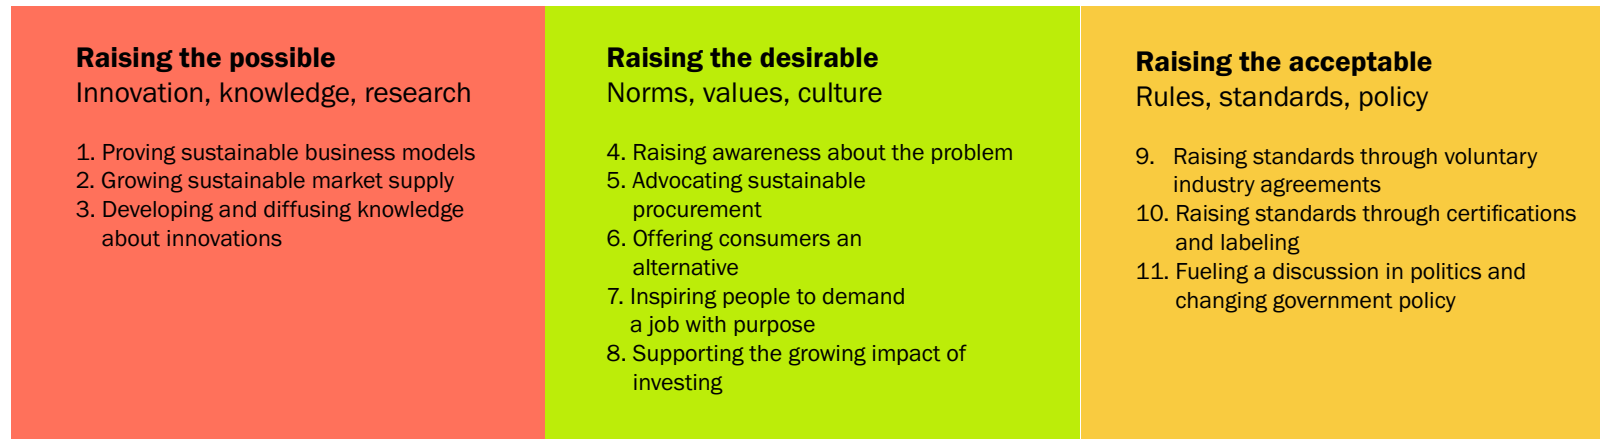 Raising the possible
Innovation, knowledge, research
1. Proving sustainable business models
2. Growing sustainable market supply
3. Developing and diffusing knowledge
about innovations
Raising the desirable
Norms, values, culture
4. Raising awareness about the problem
5. Advocating sustainable
procurement
6. Offering consumers an
alternative
7. Inspiring people to demand
a job with purpose
8. Supporting the growing impact of
investing
Raising the acceptable
Rules, standards, policy
9. Raising standards through voluntary
industry agreements
10. Raising standards through certifications
and labeling
11. Fueling a discussion in politics and
changing government policy